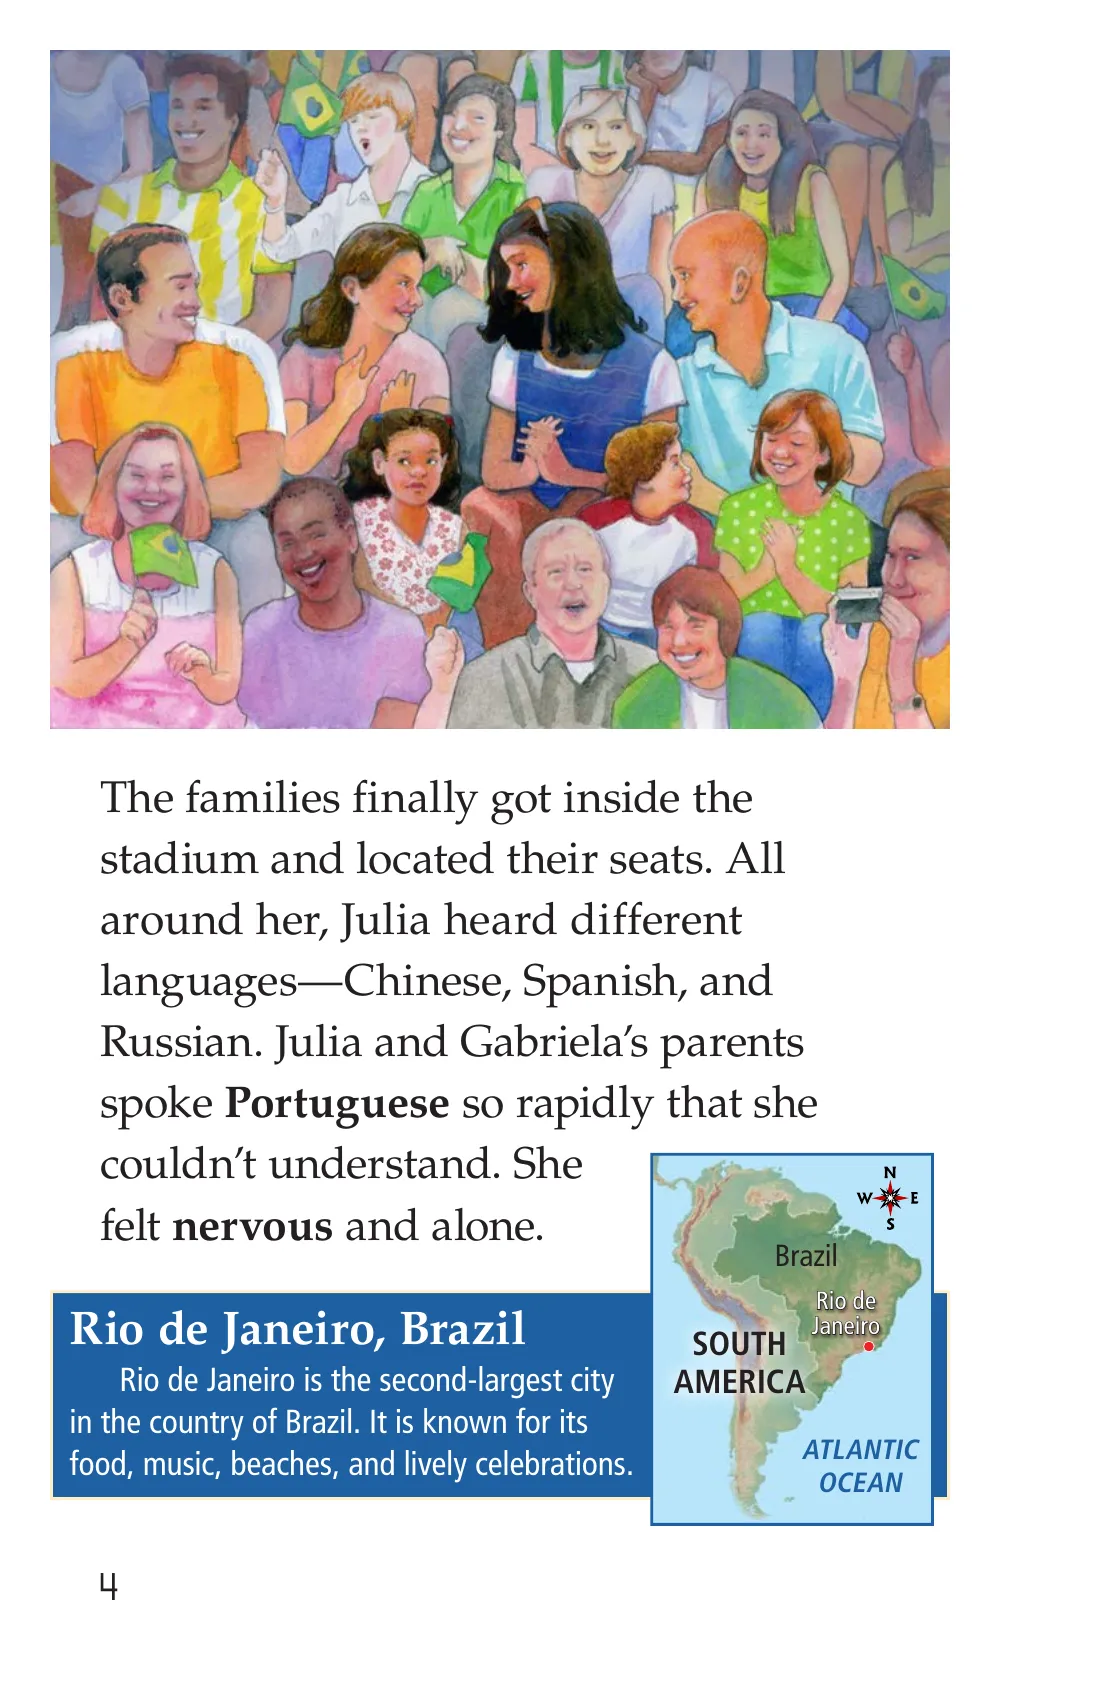 The families finally got inside the
stadium and located their seats. All
around her, Julia heard different
languages—Chinese, Spanish, and
Russian. Julia and Gabriela’s parents
spoke Portuguese so rapidly that she
couldn’t understand. She
felt nervous and alone.
N
W E
S
Brazil
Rio de
Janeiro
SOUTH
AMERICA
ATLANTIC
OCEAN
Rio de Janeiro, Brazil
Rio de Janeiro is the second-largest city
in the country of Brazil. It is known for its
food, music, beaches, and lively celebrations.
4